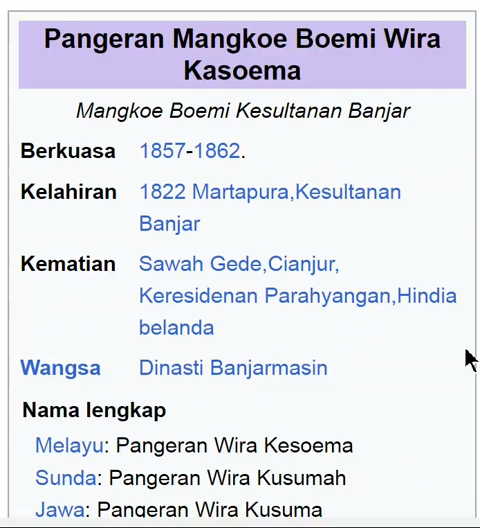 Pangeran Mangkoe Boemi Wira
Kasoema
Mangkoe Boemi Kesultanan Banjar
Berkuasa 1857-1862.
Kelahiran 1822 Martapura,Kesultanan
Banjar
Kematian Sawah Gede,Cianjur,
Keresidenan Parahyangan,Hindia
belanda
Wangsa Dinasti Banjarmasin
Nama lengkap
Melayu: Pangeran Wira Kesoema
Sunda: Pangeran Wira Kusumah
Jawa: Pangeran Wira Kusuma